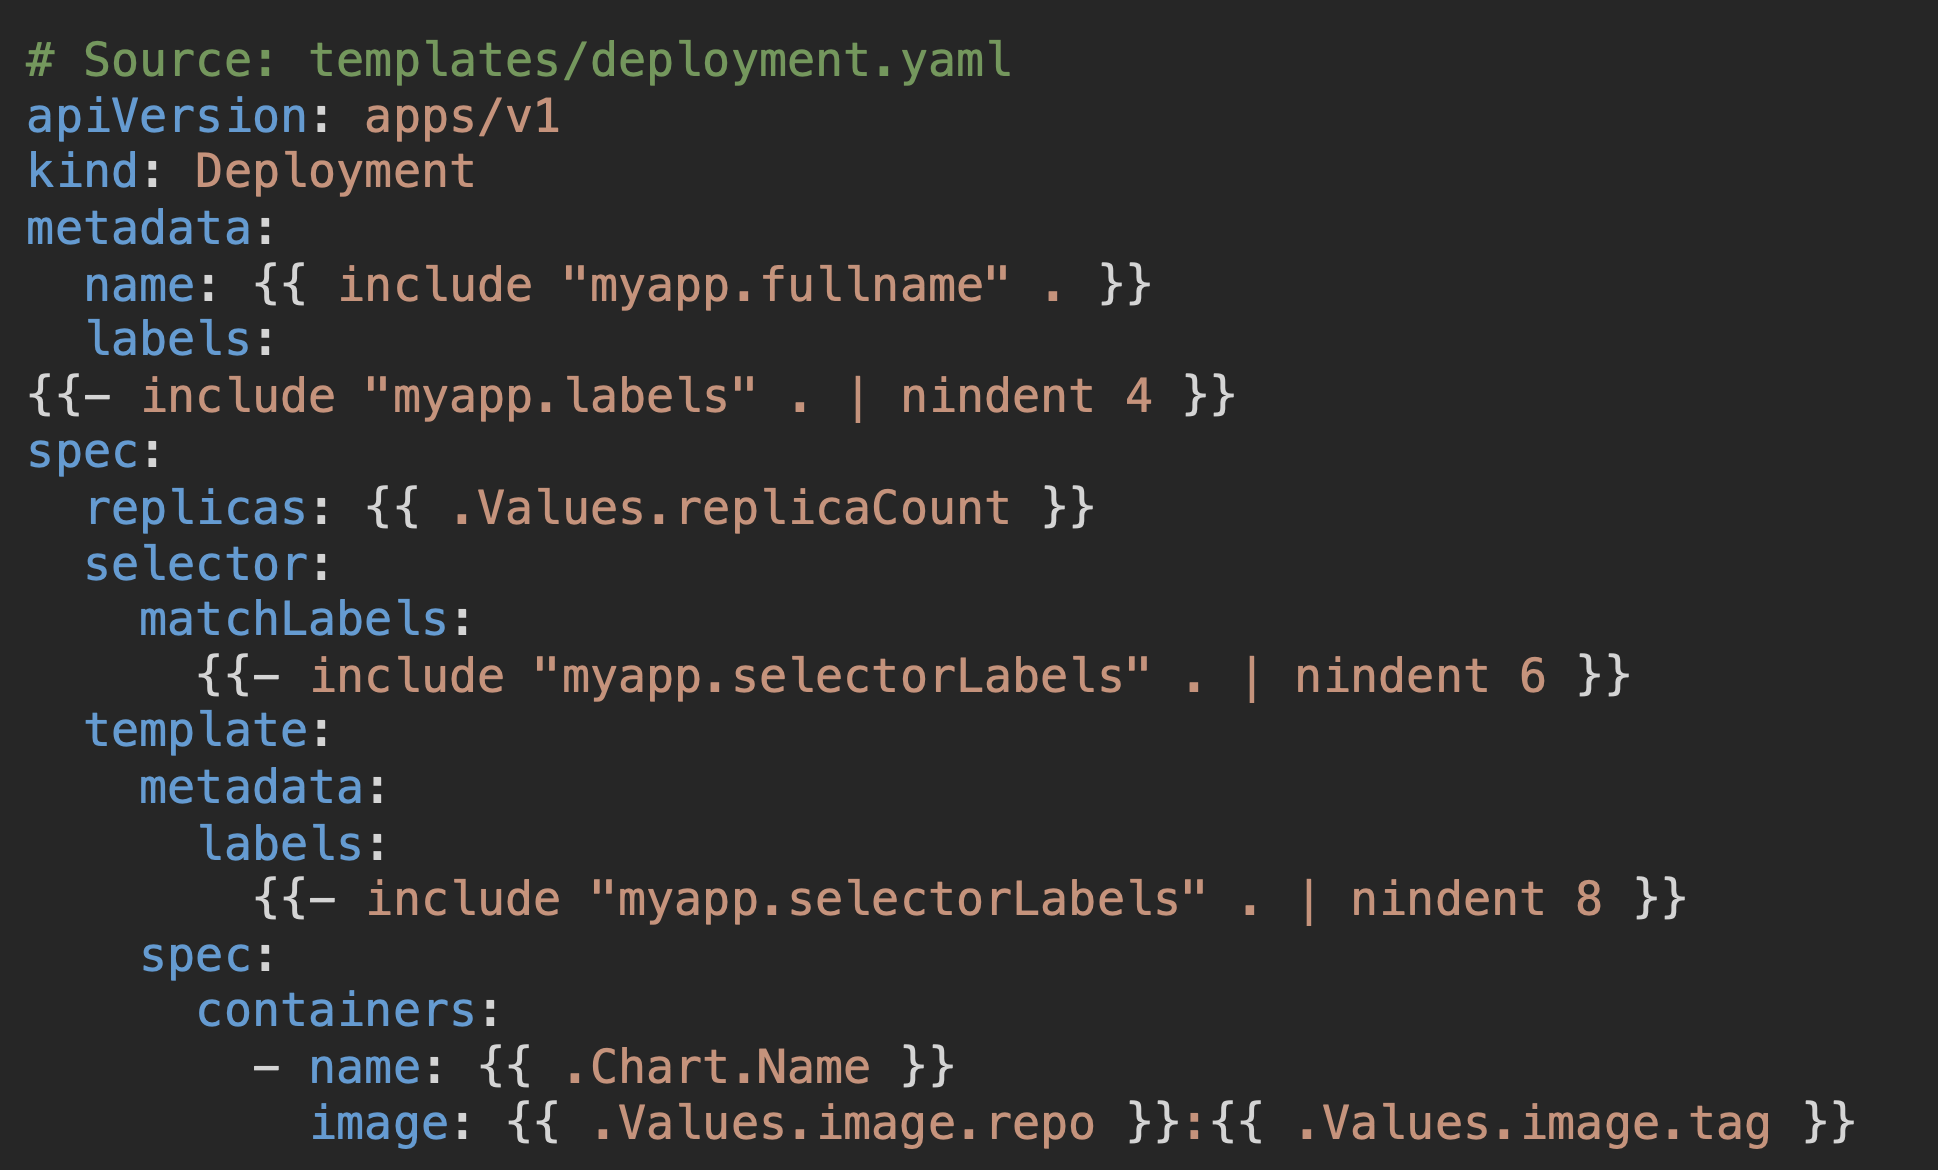 # Source: templates/deployment.yaml
apiVersion: apps/v1
kind: Deployment
metadata:
  name: {{ include "myapp.fullname" . }}
  labels:
{{- include "myapp.labels" . | nindent 4 }}
spec:
  replicas: {{ .Values.replicaCount }}
  selector:
    matchLabels:
      {{- include "myapp.selectorLabels" . | nindent 6 }}
  template:
    metadata:
      labels:
        {{- include "myapp.selectorLabels" . | nindent 8 }}
    spec:
      containers:
        - name: {{ .Chart.Name }}
          image: {{ .Values.image.repo }}:{{ .Values.image.tag }}